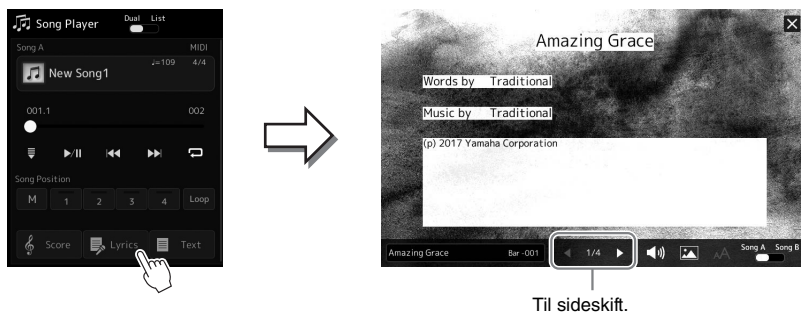 Song Player
Dual List
Song A MIDI
New Song1 ♩=109 4/4
001.1 002
Song Position
M 1 2 3 4 Loop
Score Lyrics Text
Amazing Grace
Words by Traditional
Music by Traditional
(p) 2017 Yamaha Corporation
Amazing Grace Bar -001 1/4 AA Song A Song B
Til sideskift.